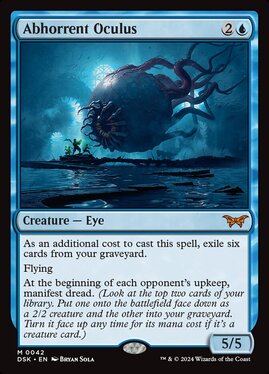 Abhorrent Oculus 2
Creature — Eye
As an additional cost to cast this spell, exile six
cards from your graveyard.
Flying
At the beginning of each opponent's upkeep,
manifest dread. (Look at the top two cards of your
library. Put one onto the battlefield face down as
a 2/2 creature and the other into your graveyard.
Turn it face up any time for its mana cost if it's a
creature card.)
5/5
M 0042
DSK • EN BRYAN SOLA
™ & © 2024 Wizards of the Coast